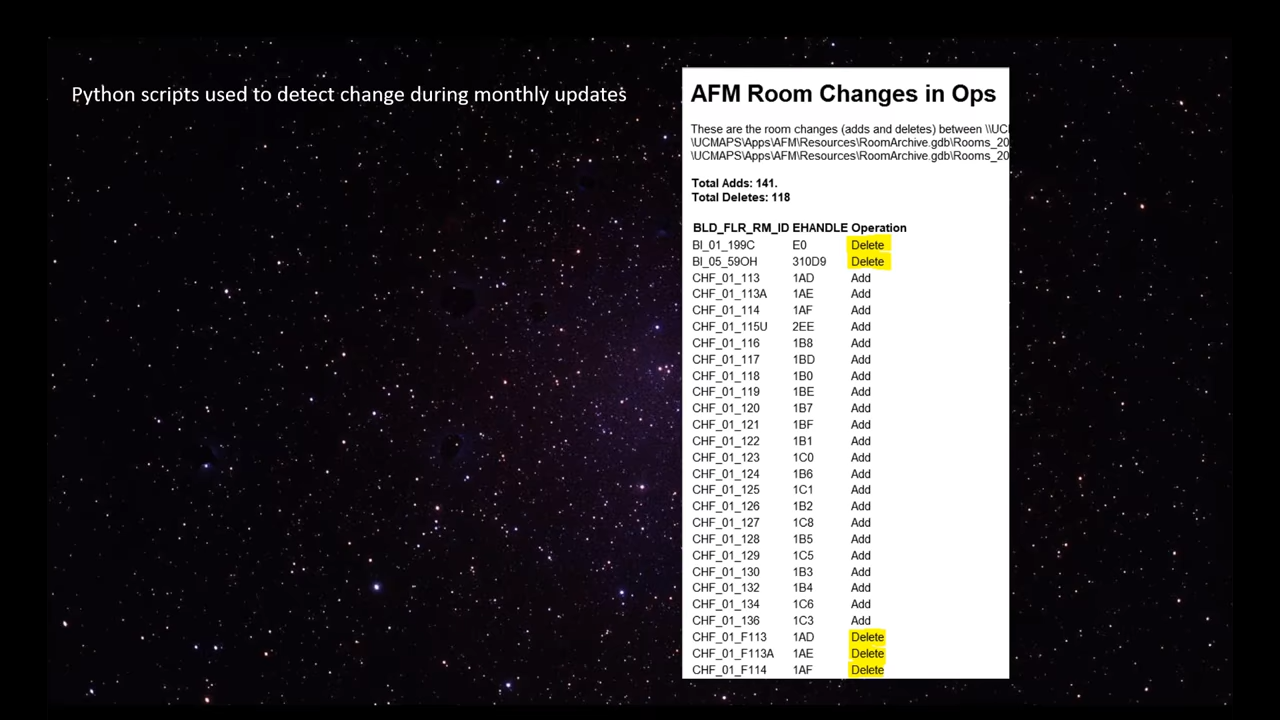 Python scripts used to detect change during monthly updates
AFM Room Changes in Ops
These are the room changes (adds and deletes) between \\UC
\UCMAPS\Apps\AFM\Resources\RoomArchive.gdb\Rooms_20
\UCMAPS\Apps\AFM\Resources\RoomArchive.gdb\Rooms_20
Total Adds: 141.
Total Deletes: 118
BLD_FLR_RM_ID EHANDLE Operation
BI_01_199C E0 Delete
BI_05_59OH 310D9 Delete
CHF_01_113 1AD Add
CHF_01_113A 1AE Add
CHF_01_114 1AF Add
CHF_01_115U 2EE Add
CHF_01_116 1B8 Add
CHF_01_117 1BD Add
CHF_01_118 1B0 Add
CHF_01_119 1BE Add
CHF_01_120 1B7 Add
CHF_01_121 1BF Add
CHF_01_122 1B1 Add
CHF_01_123 1C0 Add
CHF_01_124 1B6 Add
CHF_01_125 1C1 Add
CHF_01_126 1B2 Add
CHF_01_127 1C8 Add
CHF_01_128 1B5 Add
CHF_01_129 1C5 Add
CHF_01_130 1B3 Add
CHF_01_132 1B4 Add
CHF_01_134 1C6 Add
CHF_01_136 1C3 Add
CHF_01_F113 1AD Delete
CHF_01_F113A 1AE Delete
CHF_01_F114 1AF Delete